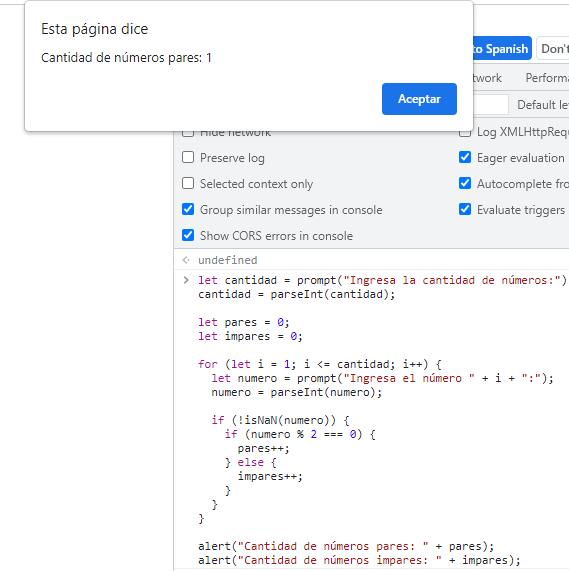 Esta página dice
Cantidad de números pares: 1
Aceptar
to Spanish Don't
Performa
Default le
Hide network
Log XMLHttpRequ
Preserve log
Eager evaluation
Selected context only
Autocomplete fro
Group similar messages in console
Evaluate triggers
Show CORS errors in console
undefined
let cantidad = prompt("Ingresa la cantidad de números:")
cantidad = parseInt(cantidad);
let pares = 0;
let impares = 0;
for (let i = 1; i <= cantidad; i++) {
let numero = prompt("Ingresa el número " + i + ":");
numero = parseInt(numero);
if (!isNaN(numero)) {
if (numero % 2 === 0) {
pares++;
} else {
impares++;
}
}
}
alert("Cantidad de números pares: " + pares);
alert("Cantidad de números impares: " + impares);